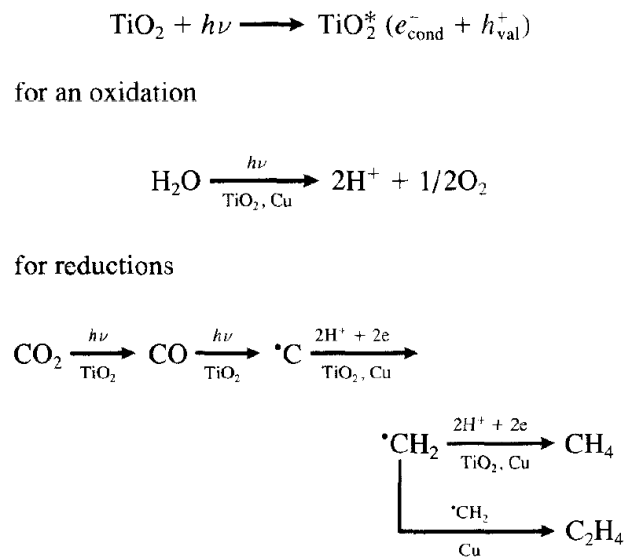 TiO₂ + hν ⟶ TiO₂* (e⁻cond + h⁺val)
for an oxidation
H₂O —hν / TiO₂, Cu→ 2H⁺ + 1/2O₂
for reductions
CO₂ —hν / TiO₂→ CO —hν / TiO₂→ •C —2H⁺ + 2e / TiO₂, Cu→
•CH₂ —2H⁺ + 2e / TiO₂, Cu→ CH₄
—•CH₂ / Cu→ C₂H₄